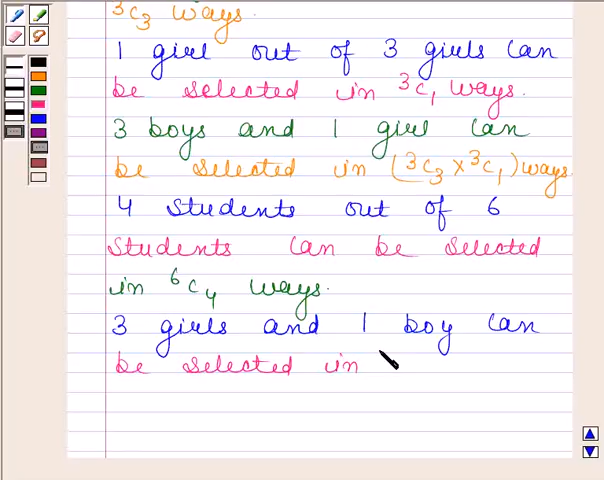 ³C₃ ways.
1 girl out of 3 girls can
be selected in ³C₁ ways.
3 boys and 1 girl can
be selected in (³C₃ × ³C₁) ways.
4 students out of 6
students can be selected
in ⁶C₄ ways.
3 girls and 1 boy can
be selected in